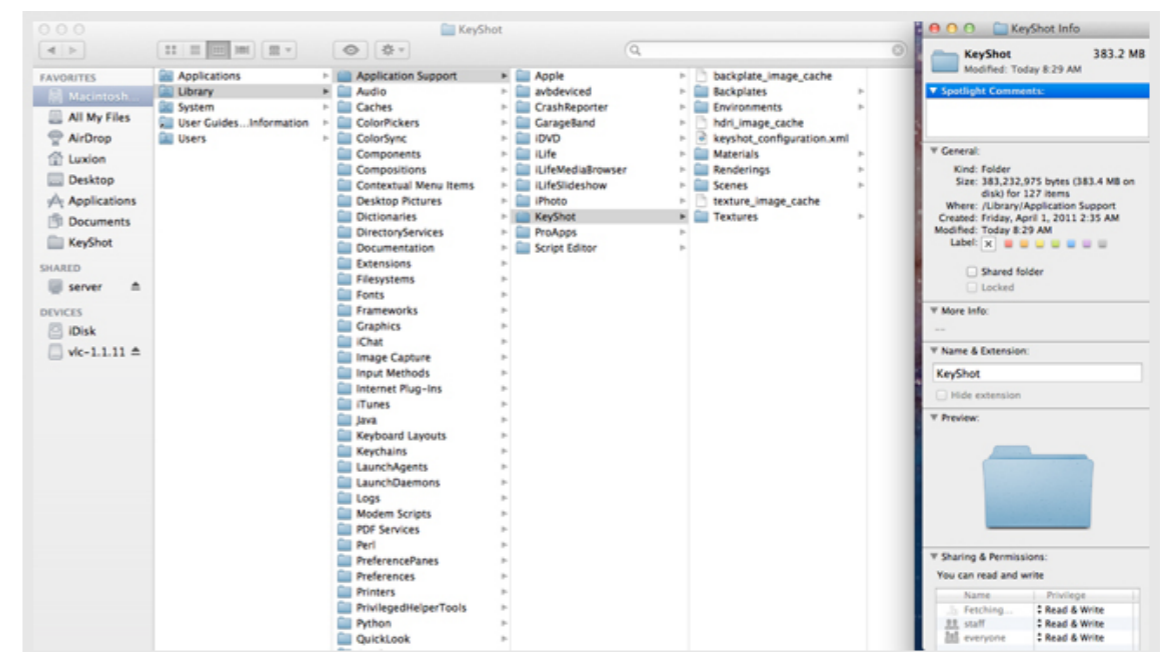 KeyShot
FAVORITES
Macintosh...
All My Files
AirDrop
Luxion
Desktop
Applications
Documents
KeyShot
SHARED
server
DEVICES
iDisk
vlc-1.1.11
Applications
Library
System
User Guides...Information
Users
Application Support
Audio
Caches
ColorPickers
ColorSync
Components
Compositions
Contextual Menu Items
Desktop Pictures
Dictionaries
DirectoryServices
Documentation
Extensions
Filesystems
Fonts
Frameworks
Graphics
iChat
Image Capture
Input Methods
Internet Plug-Ins
iTunes
Java
Keyboard Layouts
Keychains
LaunchAgents
LaunchDaemons
Logs
Modem Scripts
PDF Services
Perl
PreferencePanes
Preferences
Printers
PrivilegedHelperTools
Python
QuickLook
Apple
avbdeviced
CrashReporter
GarageBand
iDVD
iLife
iLifeMediaBrowser
iLifeSlideshow
iPhoto
KeyShot
ProApps
Script Editor
backplate_image_cache
Backplates
Environments
hdri_image_cache
keyshot_configuration.xml
Materials
Renderings
Scenes
texture_image_cache
Textures
KeyShot Info
KeyShot 383.2 MB
Modified: Today 8:29 AM
Spotlight Comments:
General:
Kind: Folder
Size: 383,232,975 bytes (383.4 MB on
disk) for 127 items
Where: /Library/Application Support
Created: Friday, April 1, 2011 2:35 AM
Modified: Today 8:29 AM
Label:
Shared folder
Locked
More Info:
--
Name & Extension:
KeyShot
Hide extension
Preview:
Sharing & Permissions:
You can read and write
Name Privilege
Fetching... Read & Write
staff Read & Write
everyone Read & Write